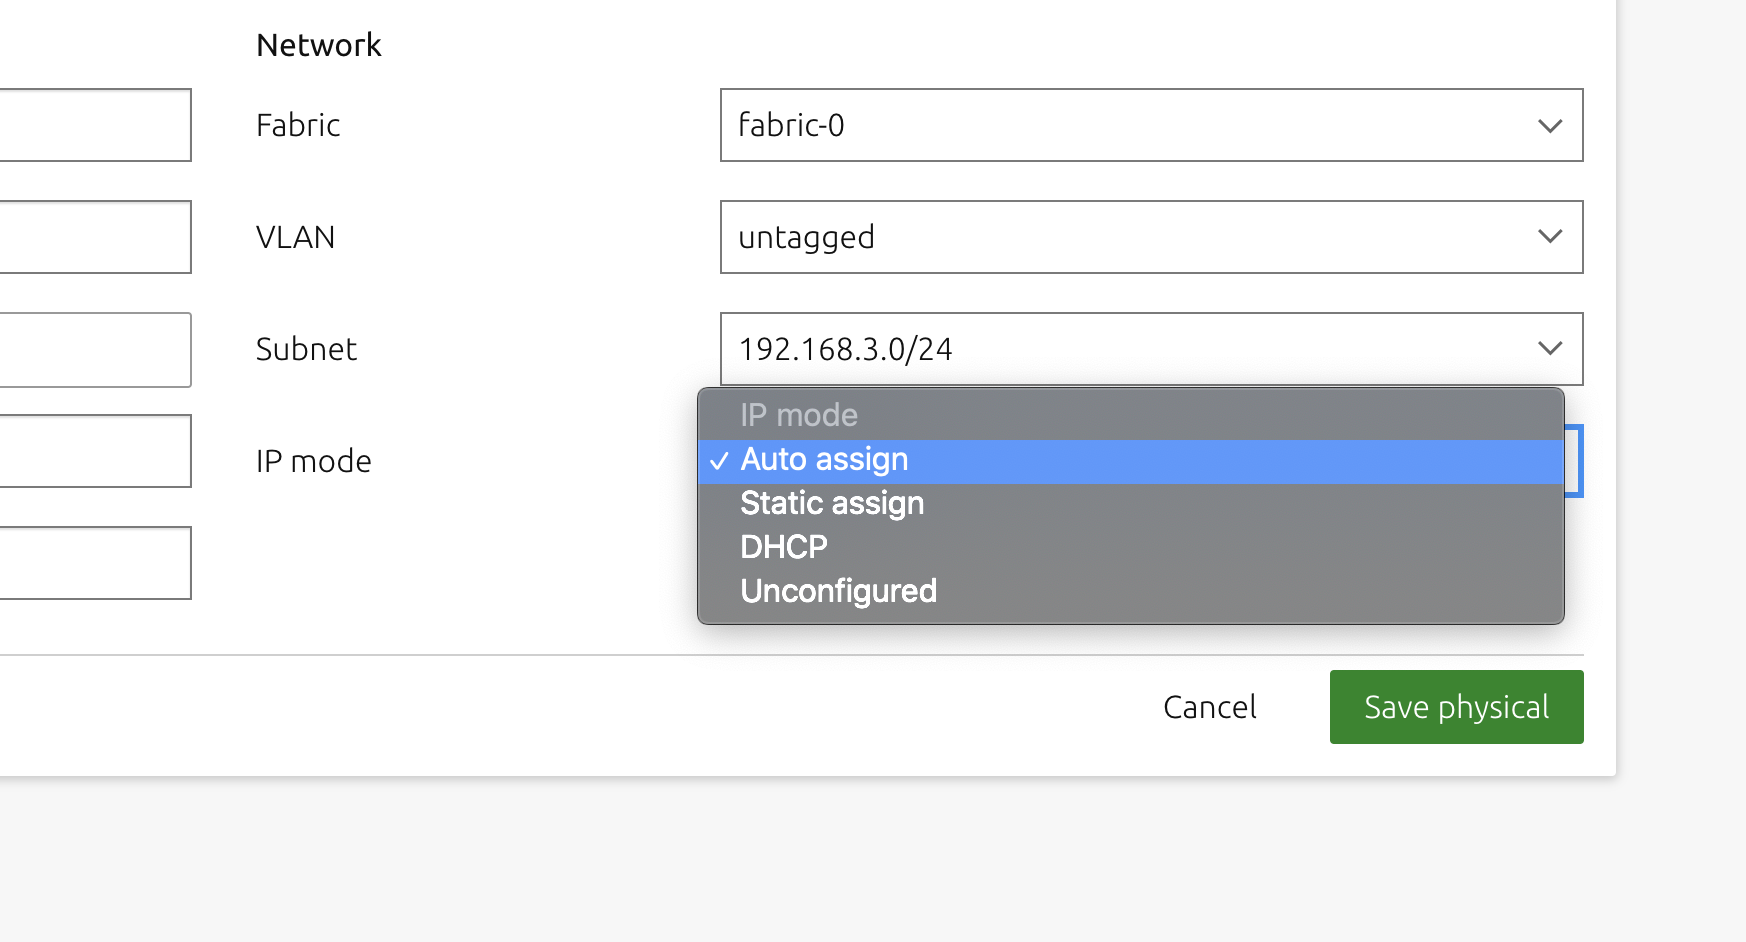 Network
Fabric
fabric-0
VLAN
untagged
Subnet
192.168.3.0/24
IP mode
IP mode
✓ Auto assign
Static assign
DHCP
Unconfigured
Cancel
Save physical